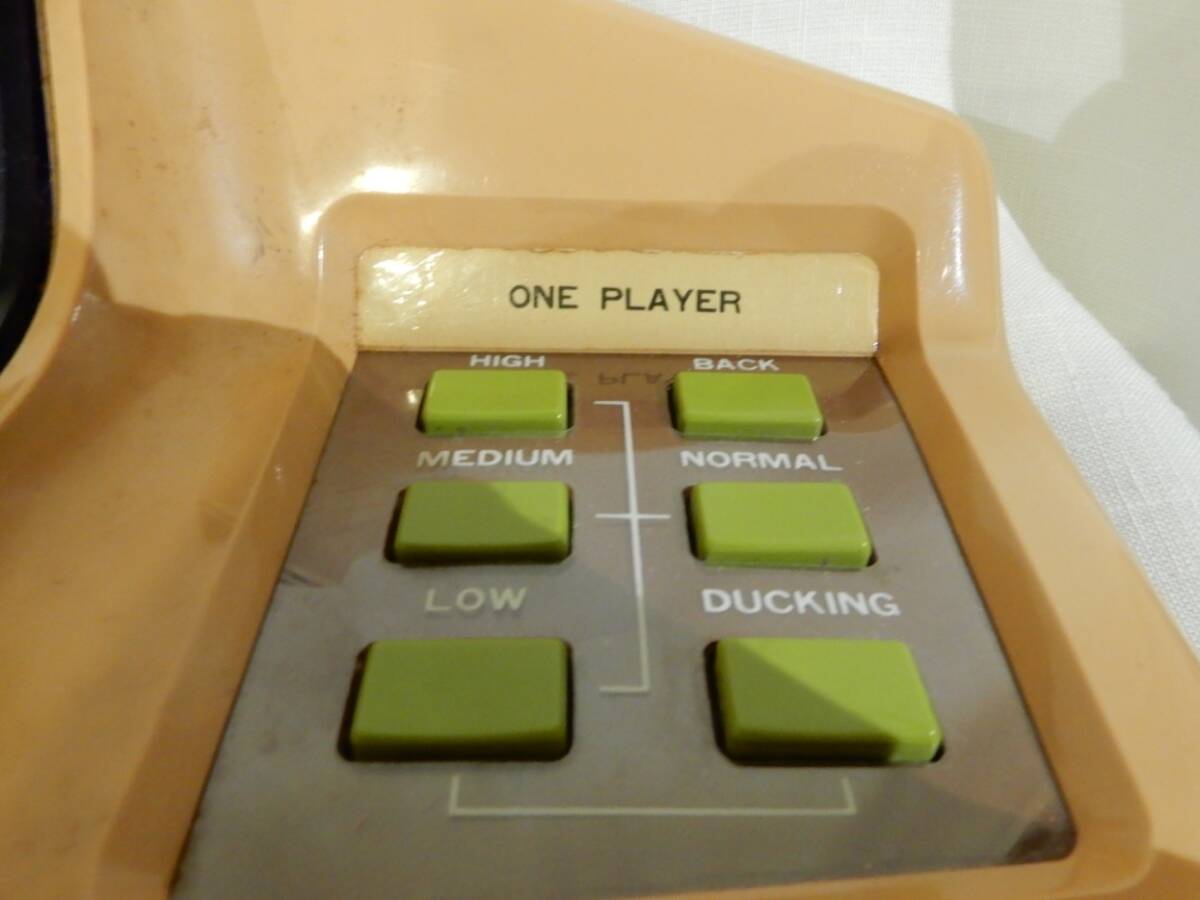 ONE PLAYER
HIGH BACK
MEDIUM NORMAL
LOW DUCKING